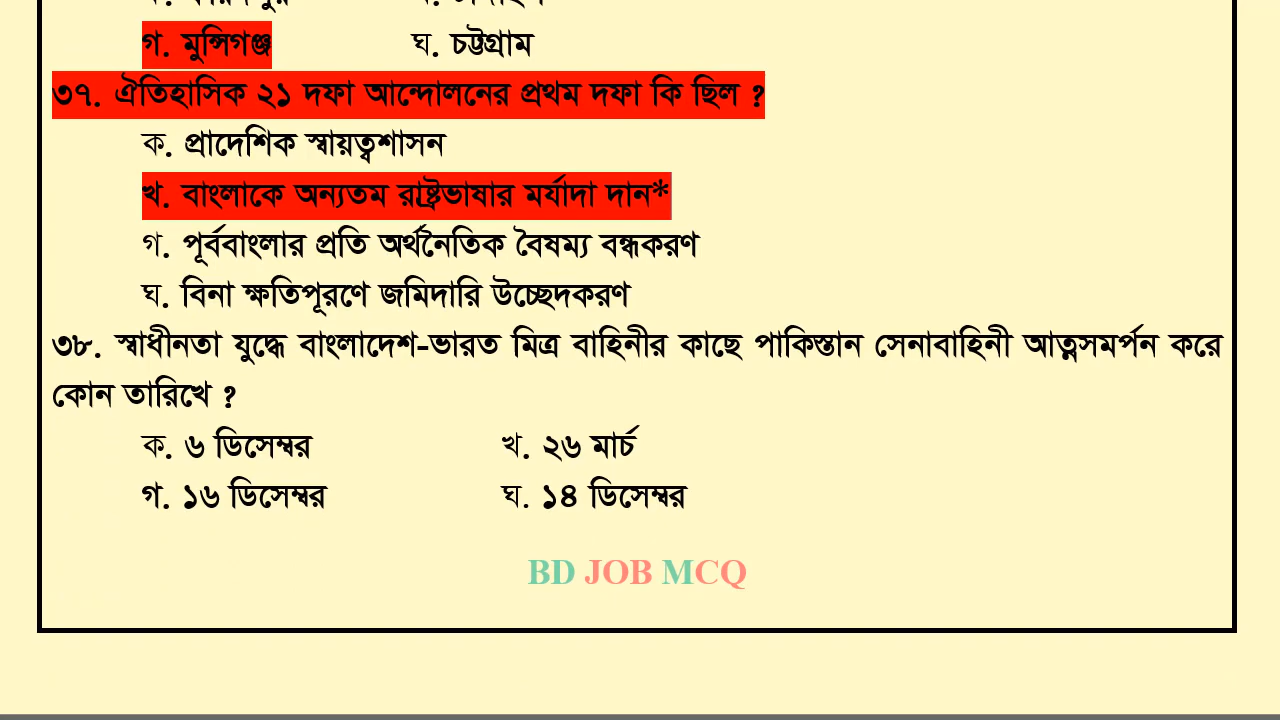 গ. মুন্সিগঞ্জ ঘ. চট্টগ্রাম
৩৭. ঐতিহাসিক ২১ দফা আন্দোলনের প্রথম দফা কি ছিল ?
ক. প্রাদেশিক স্বায়ত্বশাসন
খ. বাংলাকে অন্যতম রাষ্ট্রভাষার মর্যাদা দান*
গ. পূর্ববাংলার প্রতি অর্থনৈতিক বৈষম্য বন্ধকরণ
ঘ. বিনা ক্ষতিপূরণে জমিদারি উচ্ছেদকরণ
৩৮. স্বাধীনতা যুদ্ধে বাংলাদেশ-ভারত মিত্র বাহিনীর কাছে পাকিস্তান সেনাবাহিনী আত্নসমর্পন করে
কোন তারিখে ?
ক. ৬ ডিসেম্বর খ. ২৬ মার্চ
গ. ১৬ ডিসেম্বর ঘ. ১৪ ডিসেম্বর
BD JOB MCQ